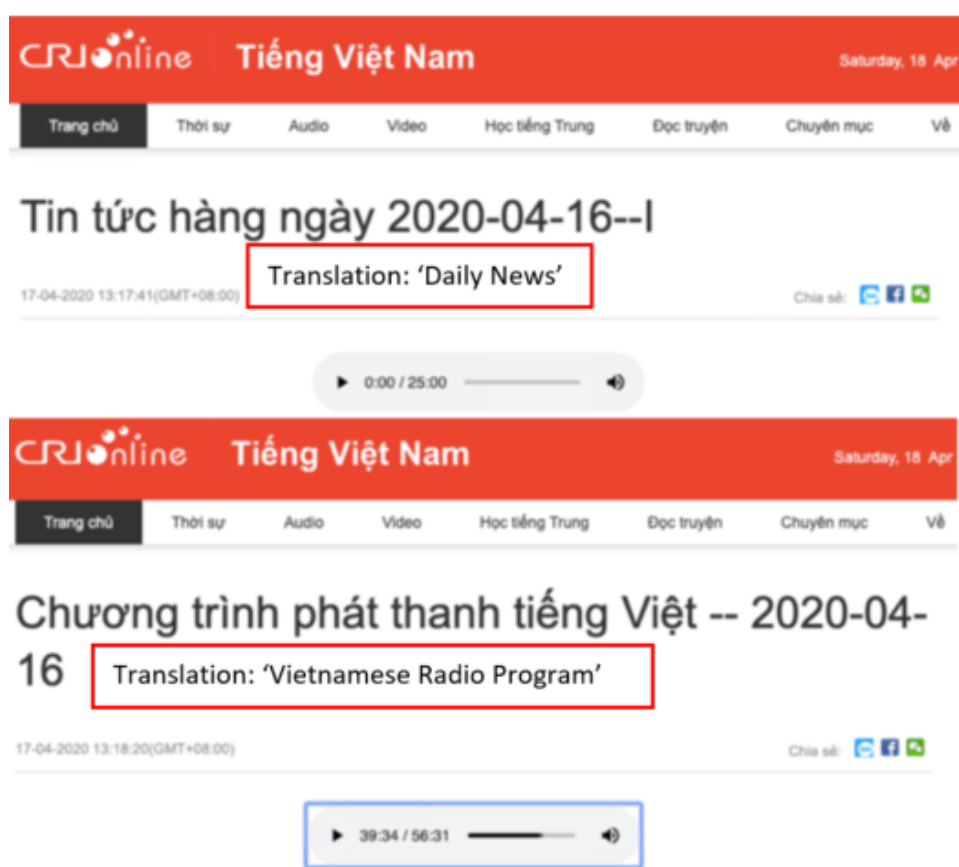 CRIOnline Tiếng Việt Nam Saturday, 18 Apr
Trang chủ Thời sự Audio Video Học tiếng Trung Đọc truyện Chuyên mục Về
Tin tức hàng ngày 2020-04-16--I
Translation: ‘Daily News’
17-04-2020 13:17:41(GMT+08:00) Chia sẻ:
0:00 / 25:00
CRIOnline Tiếng Việt Nam Saturday, 18 Apr
Trang chủ Thời sự Audio Video Học tiếng Trung Đọc truyện Chuyên mục Về
Chương trình phát thanh tiếng Việt -- 2020-04-
16
Translation: ‘Vietnamese Radio Program’
17-04-2020 13:18:20(GMT+08:00) Chia sẻ:
39:34 / 56:31